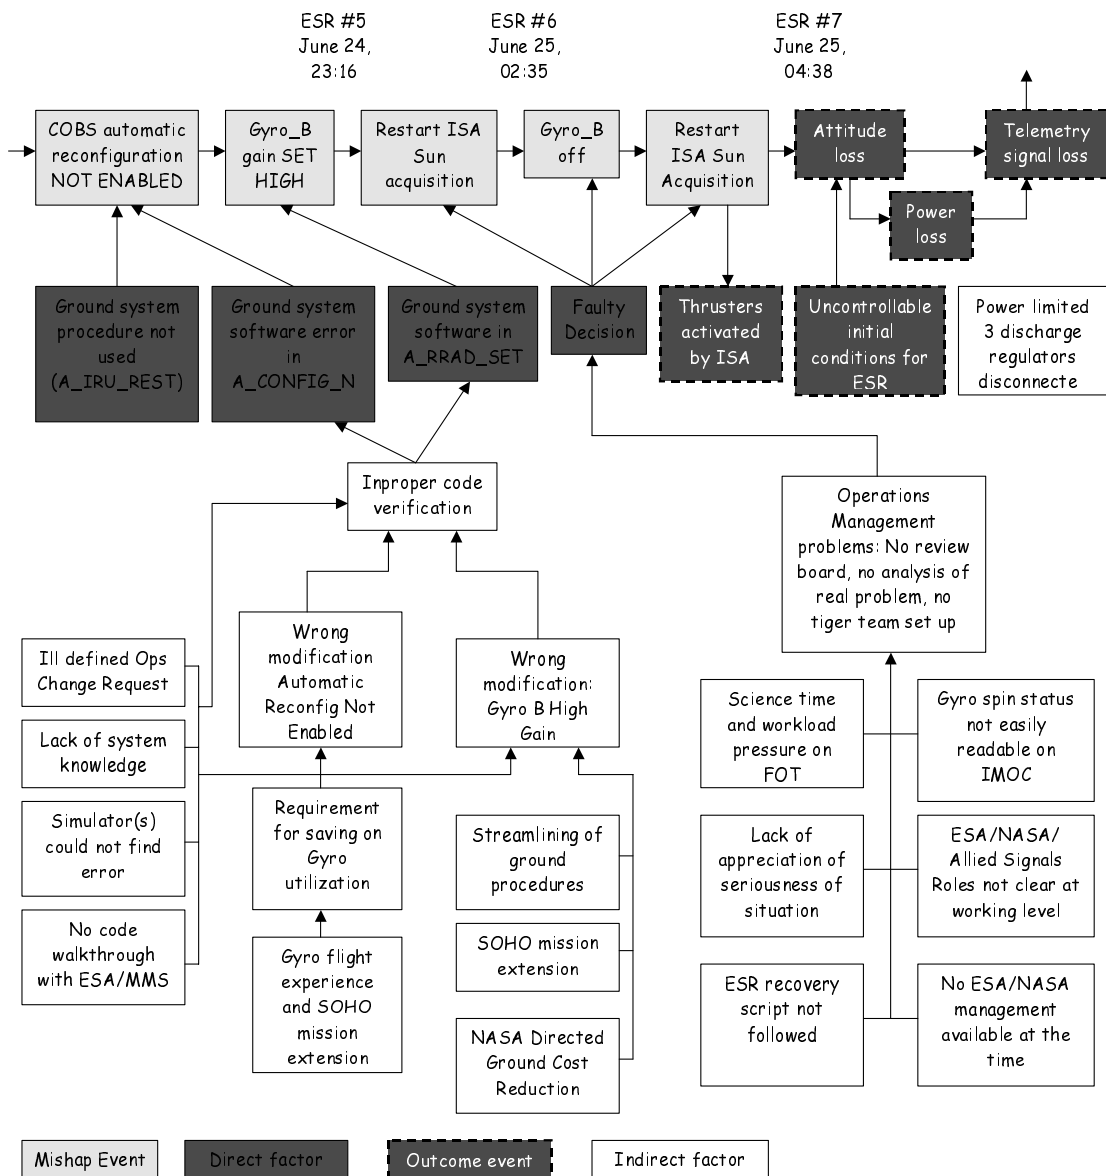 ESR #5
June 24,
23:16
ESR #6
June 25,
02:35
ESR #7
June 25,
04:38
COBS automatic
reconfiguration
NOT ENABLED
Gyro_B
gain SET
HIGH
Restart ISA
Sun
acquisition
Gyro_B
off
Restart
ISA Sun
Acquisition
Attitude
loss
Telemetry
signal loss
Power
loss
Ground system
procedure not
used
(A_IRU_REST)
Ground system
software error
in
A_CONFIG_N
Ground system
software in
A_RRAD_SET
Faulty
Decision
Thrusters
activated
by ISA
Uncontrollable
initial
conditions for
ESR
Power limited
3 discharge
regulators
disconnecte
Inproper code
verification
Operations
Management
problems: No review
board, no analysis of
real problem, no
tiger team set up
Ill defined Ops
Change Request
Lack of system
knowledge
Simulator(s)
could not find
error
No code
walkthrough
with ESA/MMS
Wrong
modification
Automatic
Reconfig Not
Enabled
Requirement
for saving on
Gyro
utilization
Gyro flight
experience
and SOHO
mission
extension
Wrong
modification:
Gyro B High
Gain
Streamlining of
ground
procedures
SOHO mission
extension
NASA Directed
Ground Cost
Reduction
Science time
and workload
pressure on
FOT
Gyro spin status
not easily
readable on
IMOC
Lack of
appreciation of
seriousness of
situation
ESA/NASA/
Allied Signals
Roles not clear at
working level
ESR recovery
script not
followed
No ESA/NASA
management
available at the
time
Mishap Event
Direct factor
Outcome event
Indirect factor